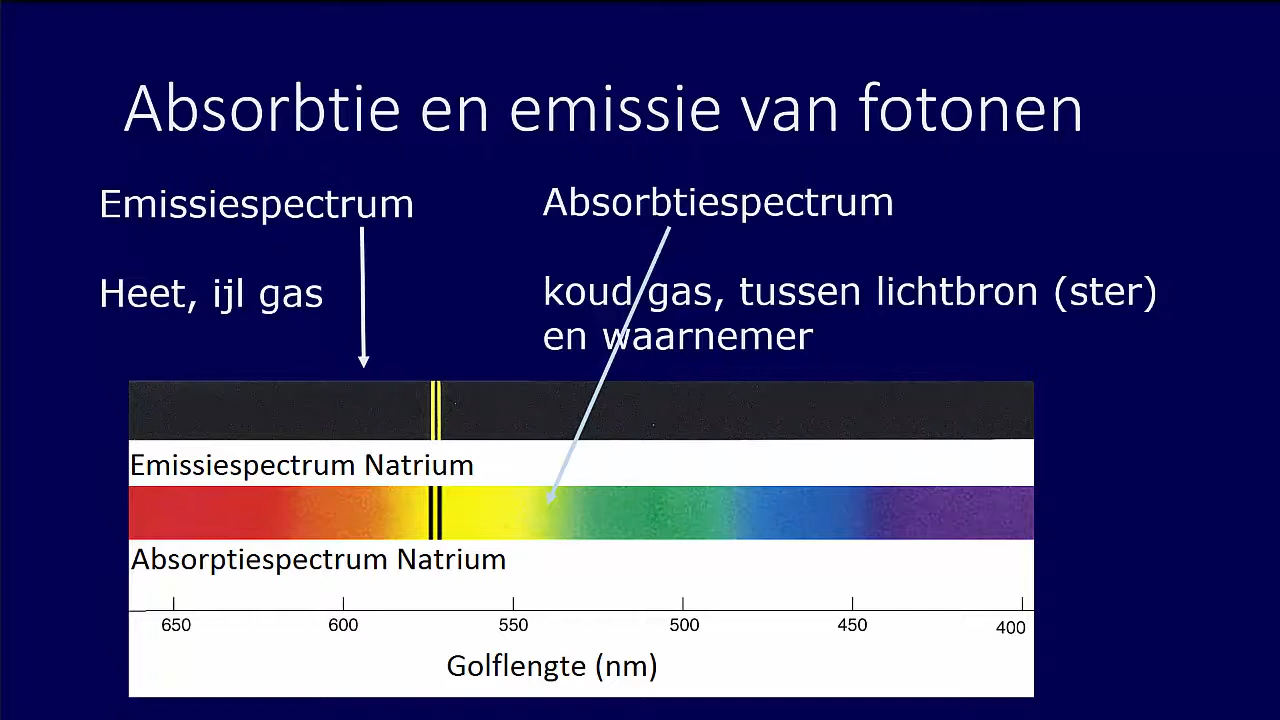 Absorbtie en emissie van fotonen
Emissiespectrum
Absorbtiespectrum
Heet, ijl gas
koud gas, tussen lichtbron (ster)
en waarnemer
Emissiespectrum Natrium
Absorptiespectrum Natrium
650 600 550 500 450 400
Golflengte (nm)